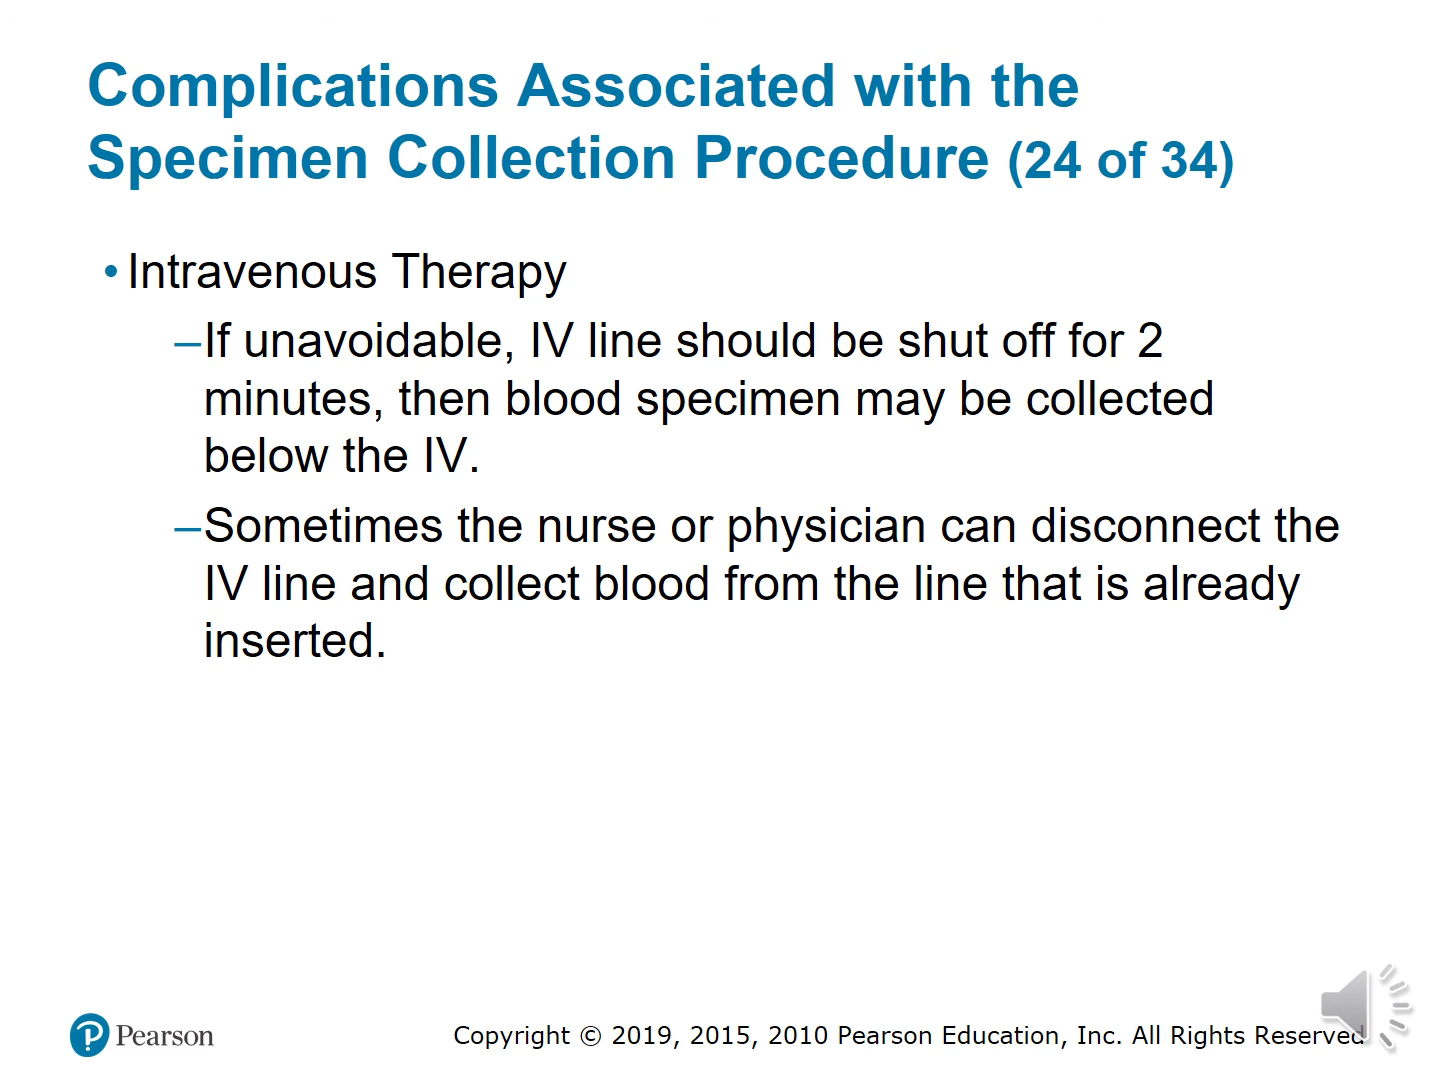 Complications Associated with the
Specimen Collection Procedure (24 of 34)
• Intravenous Therapy
–If unavoidable, IV line should be shut off for 2
minutes, then blood specimen may be collected
below the IV.
–Sometimes the nurse or physician can disconnect the
IV line and collect blood from the line that is already
inserted.
Pearson
Copyright © 2019, 2015, 2010 Pearson Education, Inc. All Rights Reserved